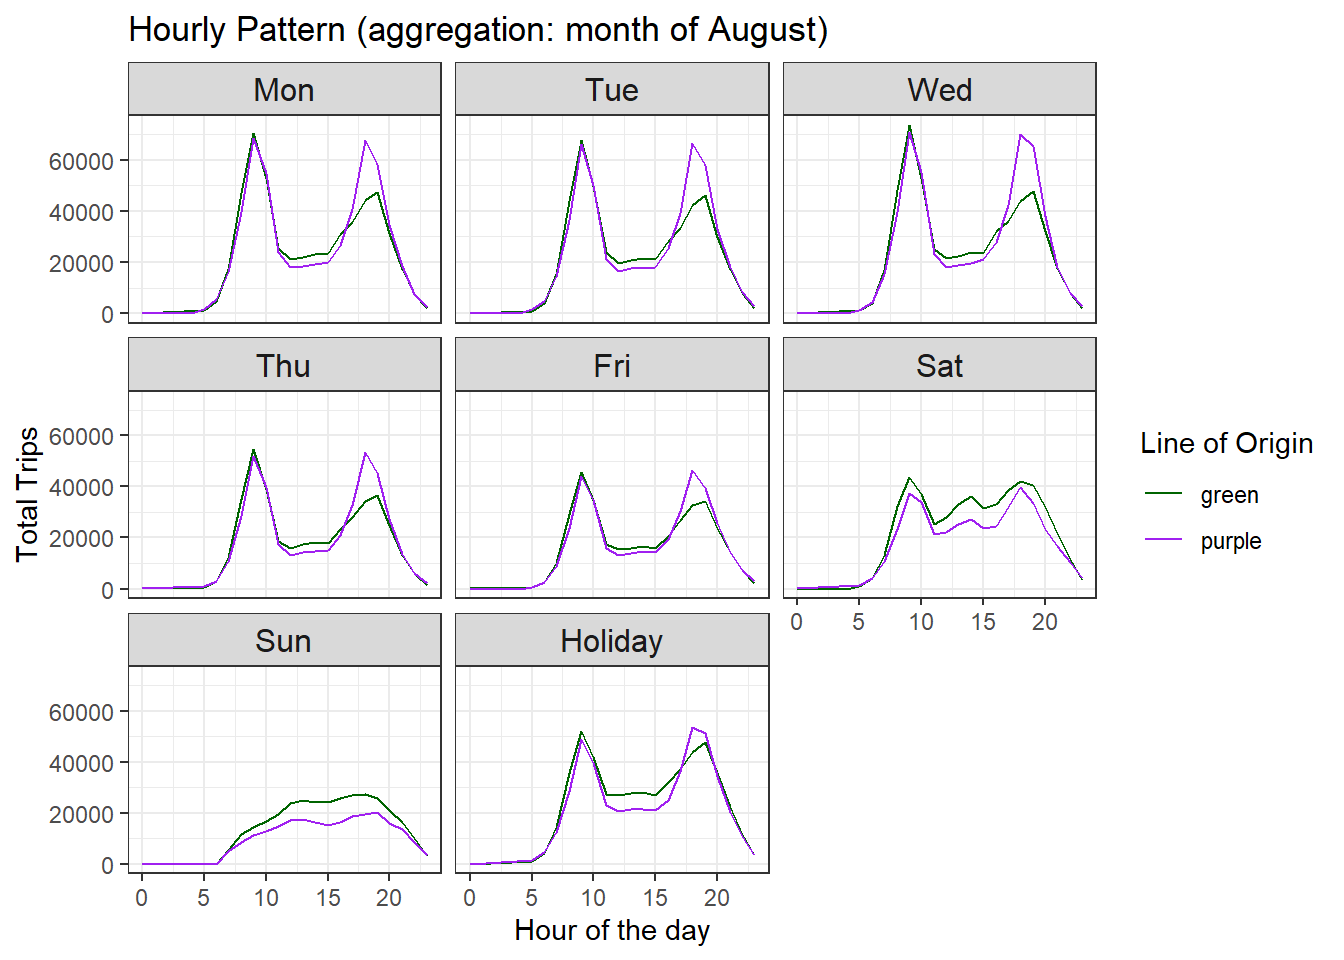 Hourly Pattern (aggregation: month of August)
Mon
Tue
Wed
60000
40000
20000
0
Thu
Fri
Sat
60000
40000
20000
0
0 5 10 15 20
Sun
Holiday
60000
40000
20000
0
0 5 10 15 20
0 5 10 15 20
Total Trips
Hour of the day
Line of Origin
green
purple